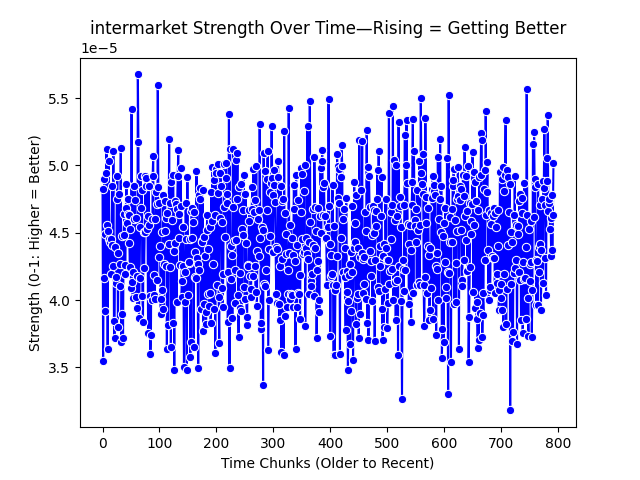 intermarket Strength Over Time—Rising = Getting Better
1e−5
5.5
5.0
4.5
4.0
3.5
Strength (0-1: Higher = Better)
0 100 200 300 400 500 600 700 800
Time Chunks (Older to Recent)